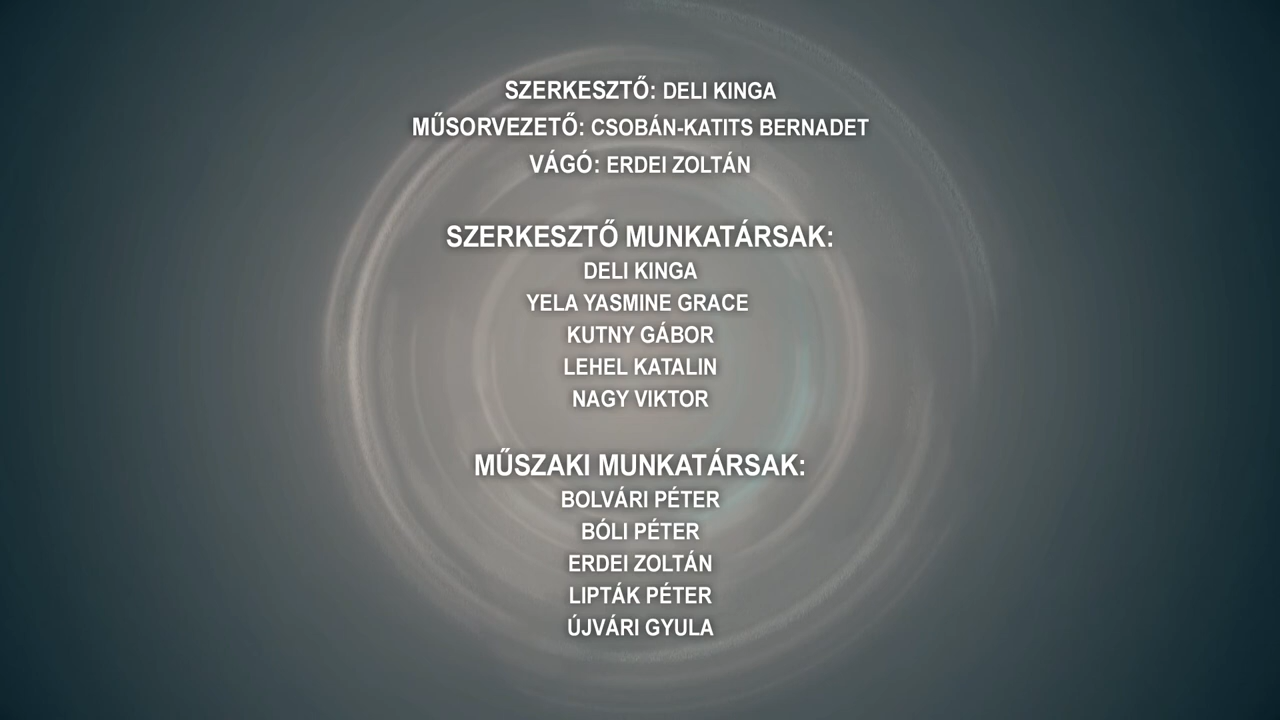 SZERKESZTŐ: DELI KINGA
MŰSORVEZETŐ: CSOBÁN-KATITS BERNADET
VÁGÓ: ERDEI ZOLTÁN
SZERKESZTŐ MUNKATÁRSAK:
DELI KINGA
YELA YASMINE GRACE
KUTNY GÁBOR
LEHEL KATALIN
NAGY VIKTOR
MŰSZAKI MUNKATÁRSAK:
BOLVÁRI PÉTER
BÓLI PÉTER
ERDEI ZOLTÁN
LIPTÁK PÉTER
ÚJVÁRI GYULA